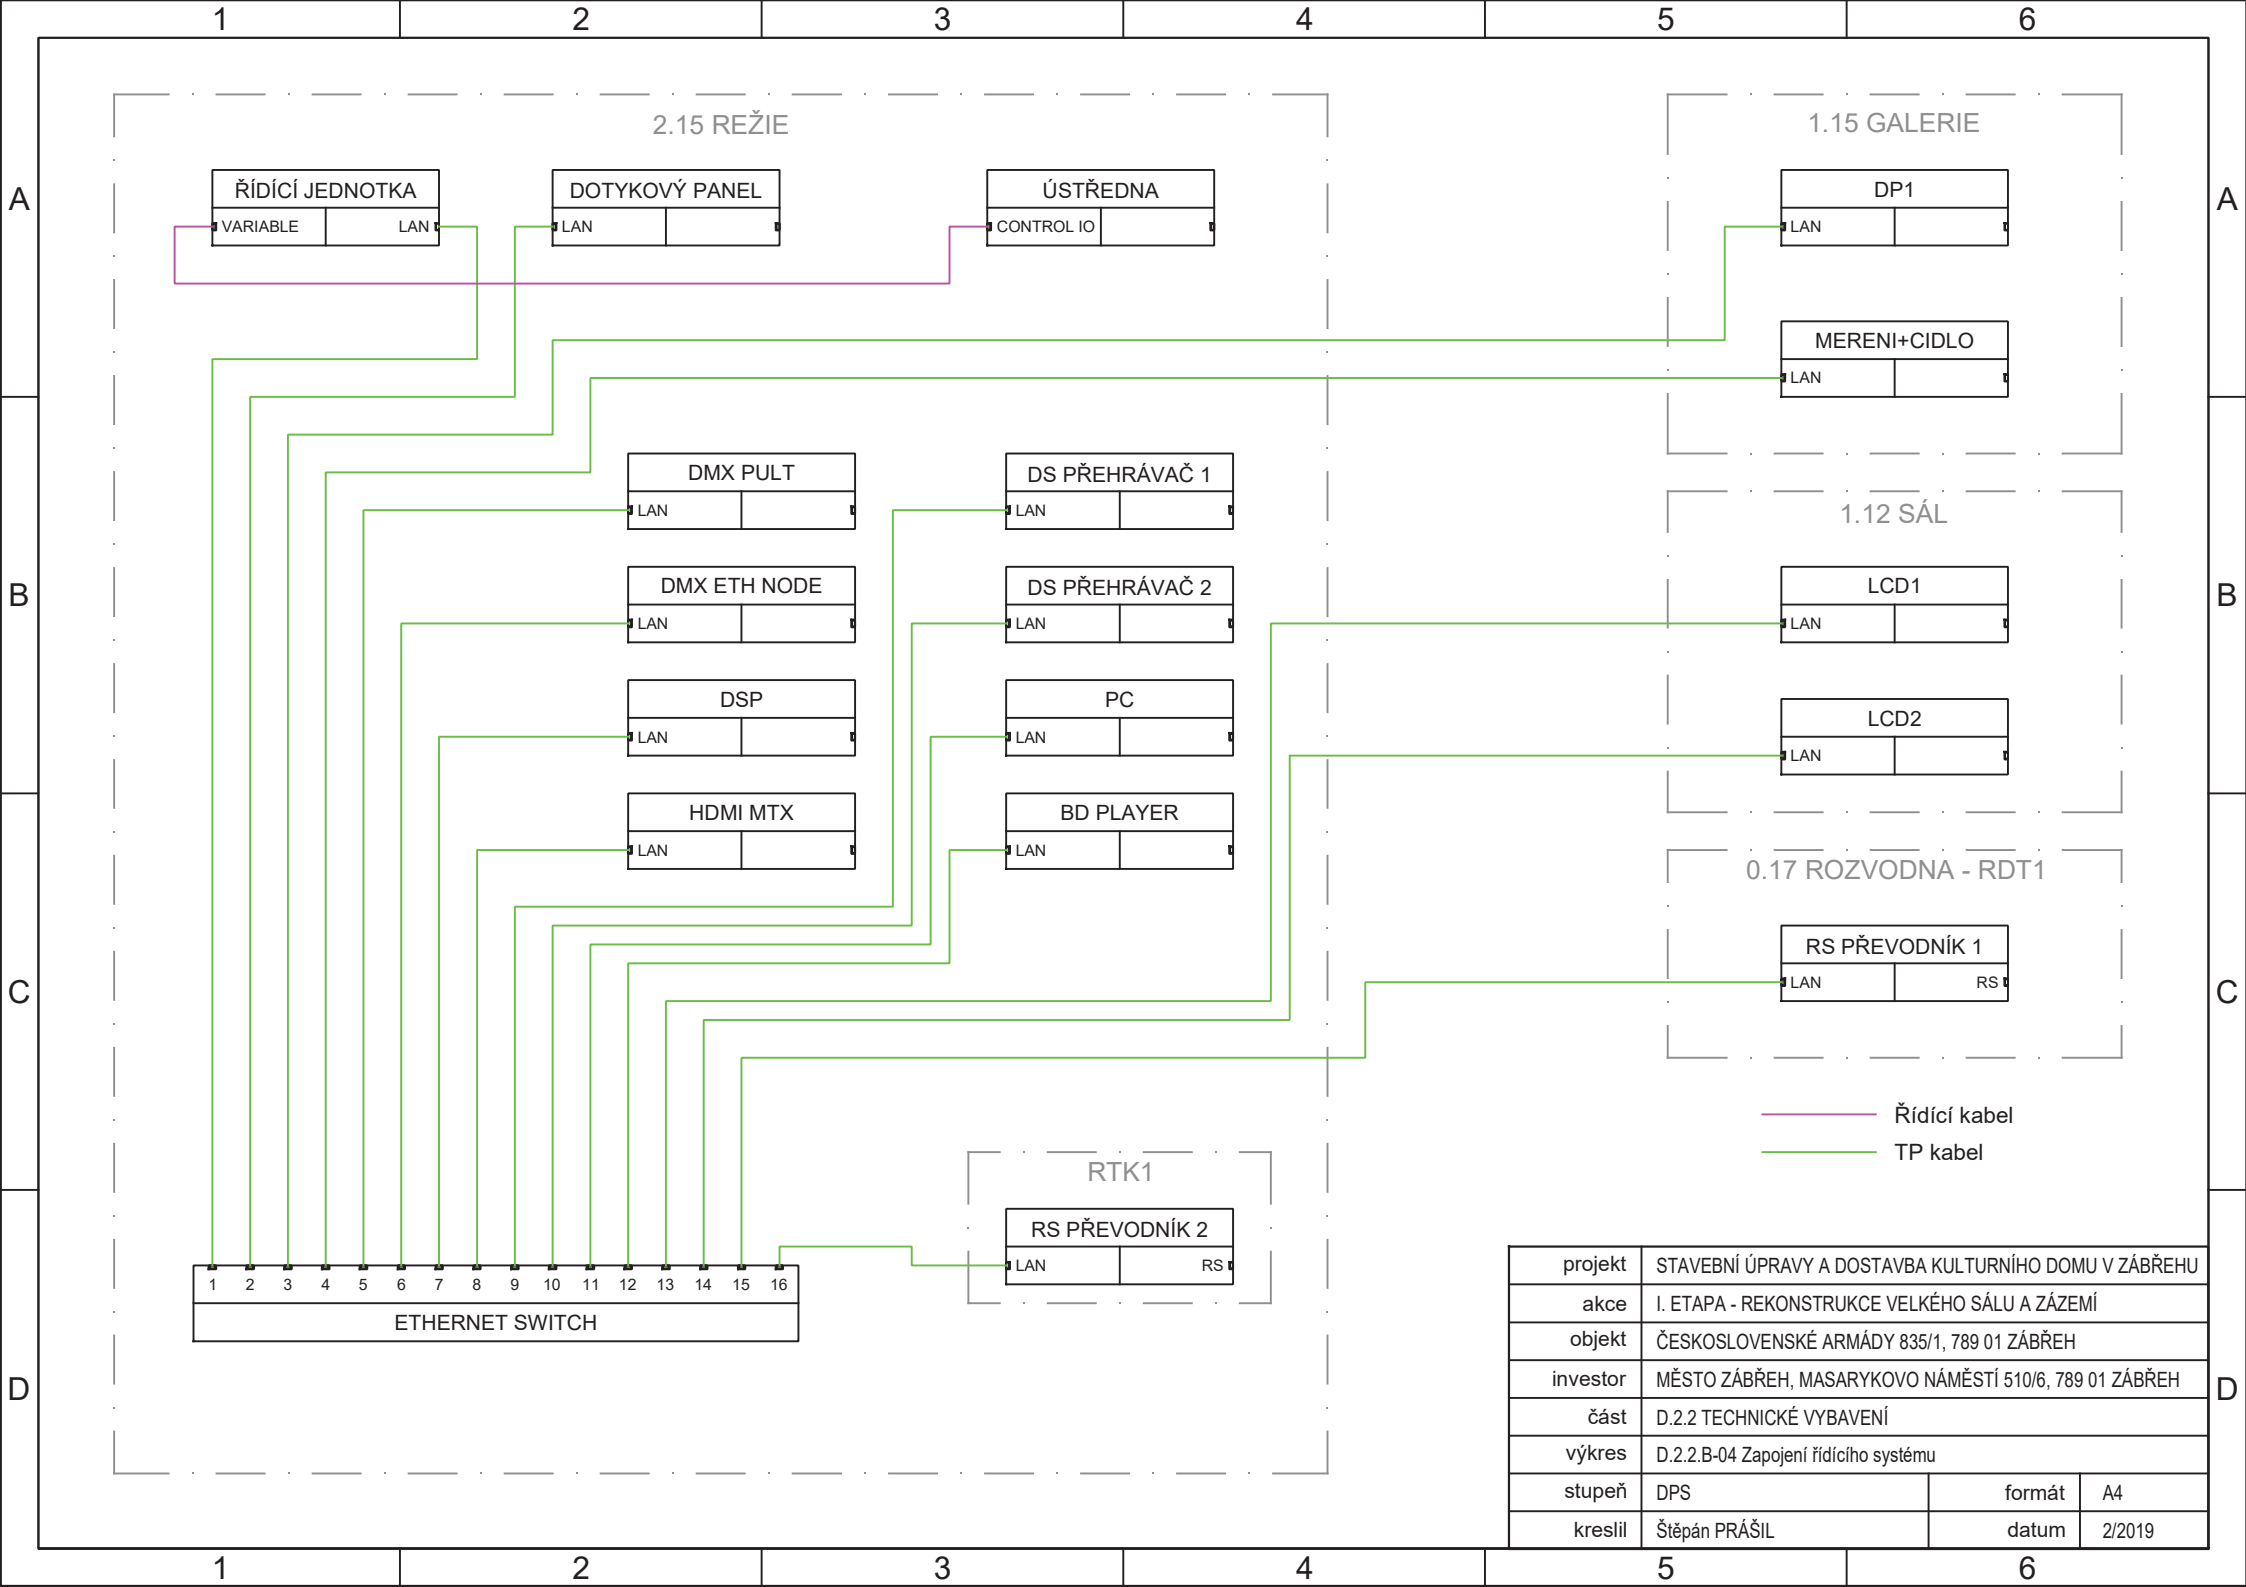 1 2 3 4 5 6
2.15 REŽIE
1.15 GALERIE
A A
ŘÍDÍCÍ JEDNOTKA
VARIABLE LAN
DOTYKOVÝ PANEL
LAN
ÚSTŘEDNA
CONTROL IO
DP1
LAN
MERENI+CIDLO
LAN
DMX PULT
LAN
DS PŘEHRÁVAČ 1
LAN
1.12 SÁL
B B
DMX ETH NODE
LAN
DS PŘEHRÁVAČ 2
LAN
LCD1
LAN
DSP
LAN
PC
LAN
LCD2
LAN
HDMI MTX
LAN
BD PLAYER
LAN
0.17 ROZVODNA - RDT1
RS PŘEVODNÍK 1
LAN RS
C C
Řídící kabel
TP kabel
RTK1
RS PŘEVODNÍK 2
LAN RS
1 2 3 4 5 6 7 8 9 10 11 12 13 14 15 16
ETHERNET SWITCH
D D
projekt STAVEBNÍ ÚPRAVY A DOSTAVBA KULTURNÍHO DOMU V ZÁBŘEHU
akce I. ETAPA - REKONSTRUKCE VELKÉHO SÁLU A ZÁZEMÍ
objekt ČESKOSLOVENSKÉ ARMÁDY 835/1, 789 01 ZÁBŘEH
investor MĚSTO ZÁBŘEH, MASARYKOVO NÁMĚSTÍ 510/6, 789 01 ZÁBŘEH
část D.2.2 TECHNICKÉ VYBAVENÍ
výkres D.2.2.B-04 Zapojení řídícího systému
stupeň DPS formát A4
kreslil Štěpán PRÁŠIL datum 2/2019
1 2 3 4 5 6